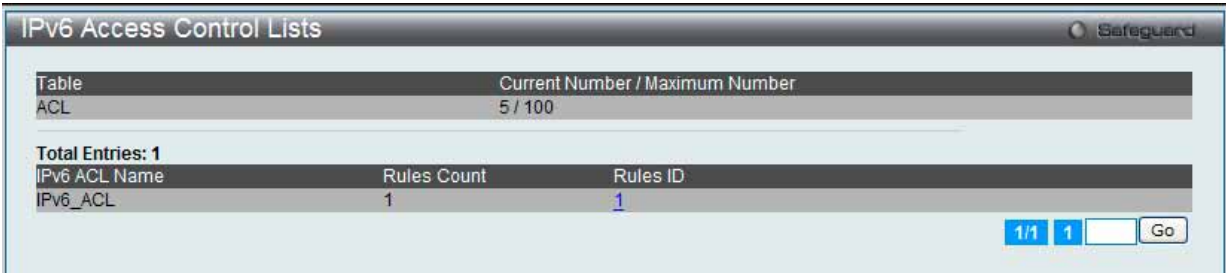 IPv6 Access Control Lists
Safeguard
Table Current Number / Maximum Number
ACL 5 / 100
Total Entries: 1
IPv6 ACL Name Rules Count Rules ID
IPv6_ACL 1 1
1/1 1 Go